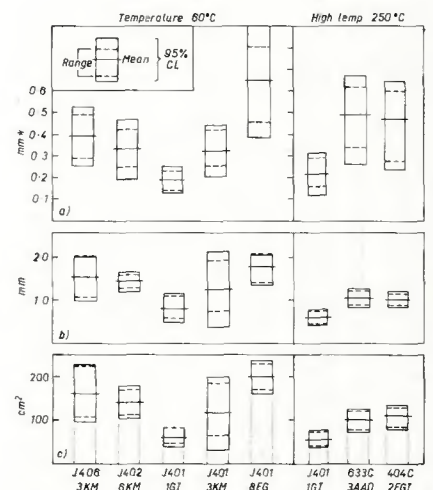 Temperature 60°C
High temp 250°C
Range
Mean
95%
CL
0·6
0·5
0·4
0·3
0·2
0·1
mm*
a)
2·0
1·0
mm
b)
200
100
cm²
c)
J406 J402 J401 J401 J401 J401 633C 404C
3KM 6KM 1GT 3KM 8EG 1GT 3AAD 2EGT